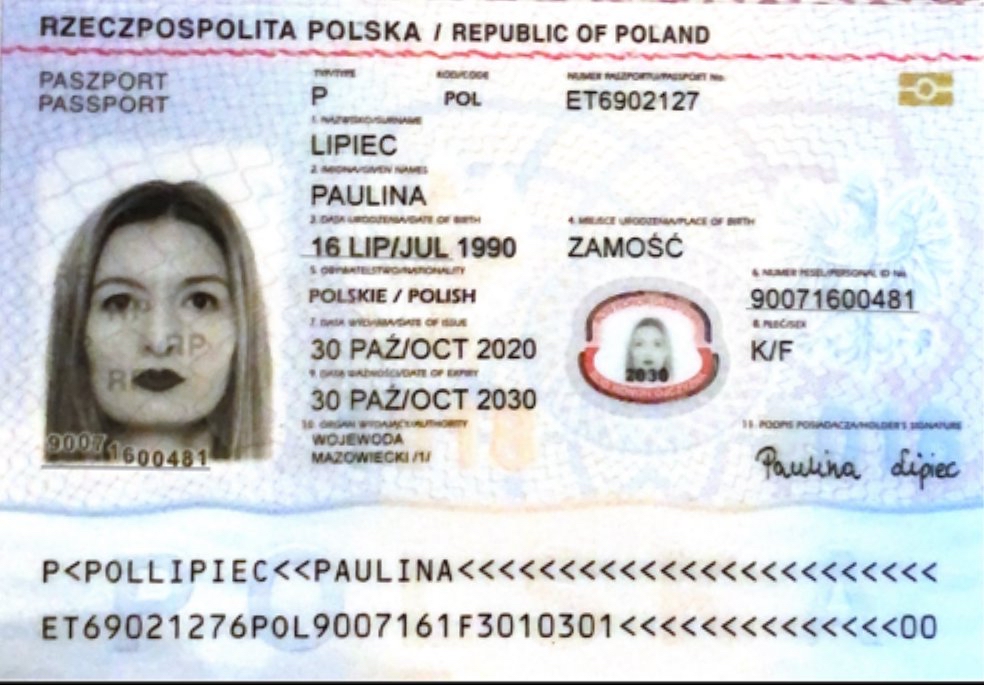 RZECZPOSPOLITA POLSKA / REPUBLIC OF POLAND
PASZPORT
PASSPORT
TYP/TYPE KOD/CODE NUMER PASZPORTU/PASSPORT No.
P POL ET6902127
1. NAZWISKO/SURNAME
LIPIEC
2. IMIONA/GIVEN NAMES
PAULINA
3. DATA URODZENIA/DATE OF BIRTH 4. MIEJSCE URODZENIA/PLACE OF BIRTH
16 LIP/JUL 1990 ZAMOŚĆ
5. OBYWATELSTWO/NATIONALITY 6. NUMER PESEL/PERSONAL ID No.
POLSKIE / POLISH 90071600481
7. DATA WYDANIA/DATE OF ISSUE 8. PŁEĆ/SEX
30 PAŹ/OCT 2020 K/F
2030
9. DATA WAŻNOŚCI/DATE OF EXPIRY
30 PAŹ/OCT 2030
10. ORGAN WYDAJĄCY/AUTHORITY 11. PODPIS POSIADACZA/HOLDER'S SIGNATURE
WOJEWODA
MAZOWIECKI /1/
Paulina Lipiec
RP
90071600481
P<POLLIPIEC<<PAULINA<<<<<<<<<<<<<<<<<<<<<<<<
ET69021276POL9007161F3010301<<<<<<<<<<<<<<00